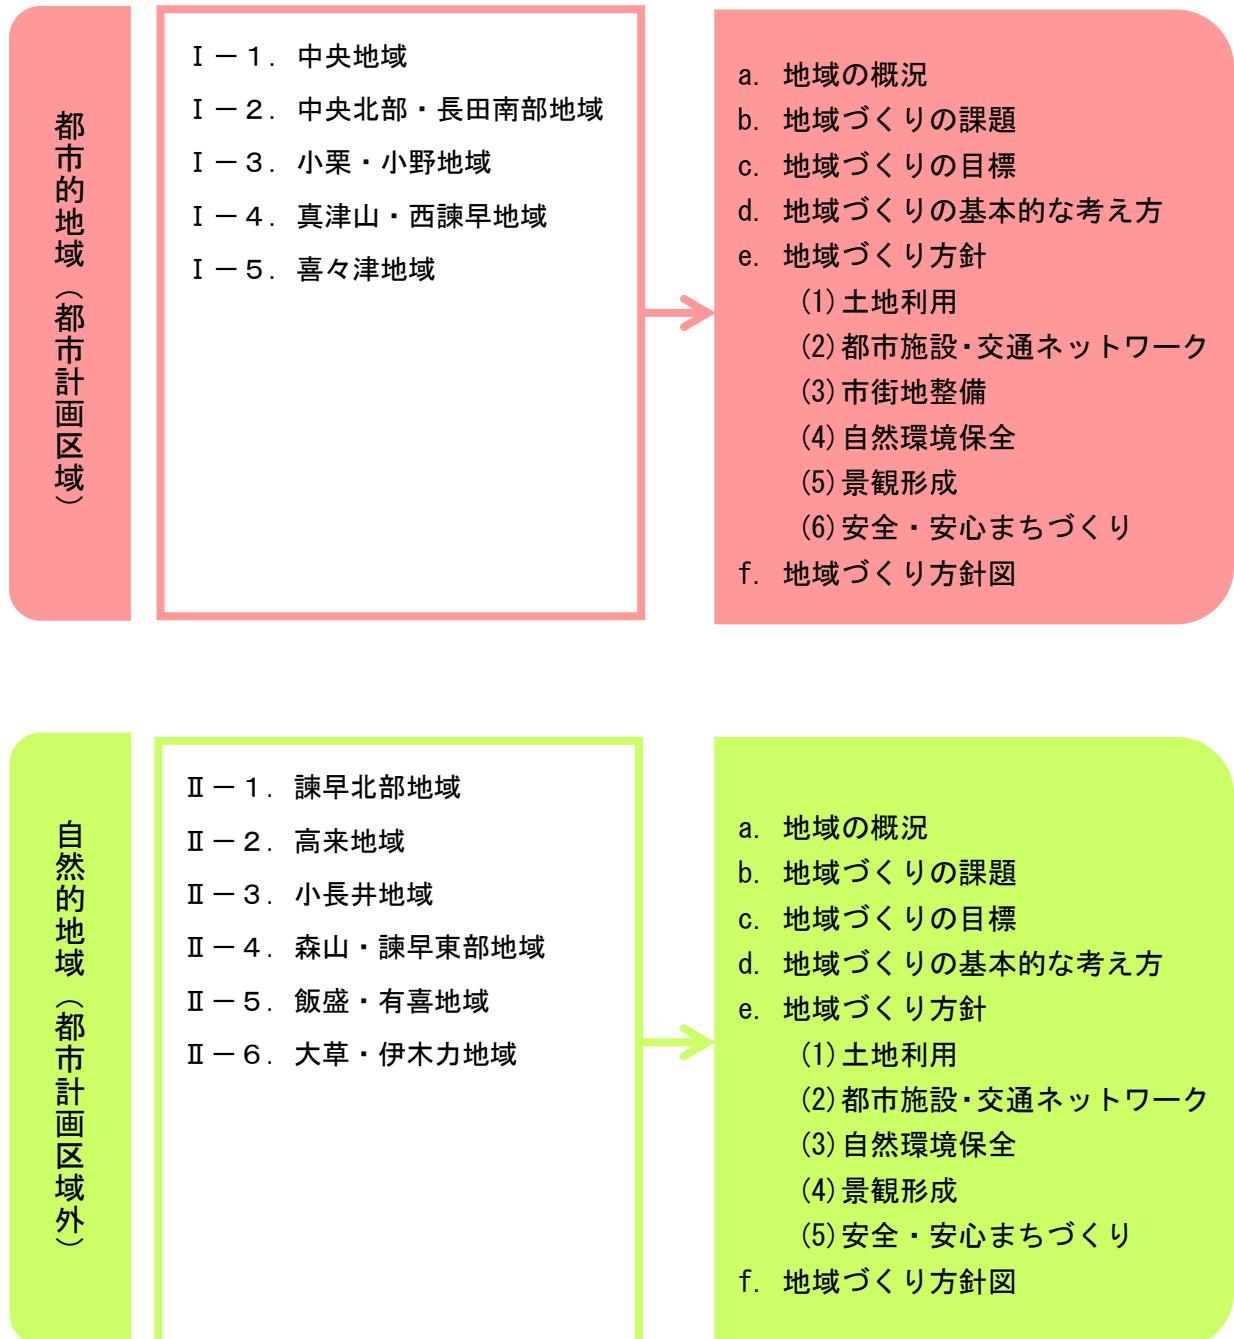 都市的地域（都市計画区域）
Ⅰ－１．中央地域
Ⅰ－２．中央北部・長田南部地域
Ⅰ－３．小栗・小野地域
Ⅰ－４．真津山・西諫早地域
Ⅰ－５．喜々津地域
a. 地域の概況
b. 地域づくりの課題
c. 地域づくりの目標
d. 地域づくりの基本的な考え方
e. 地域づくり方針
(1)土地利用
(2)都市施設・交通ネットワーク
(3)市街地整備
(4)自然環境保全
(5)景観形成
(6)安全・安心まちづくり
f. 地域づくり方針図
自然的地域（都市計画区域外）
Ⅱ－１．諫早北部地域
Ⅱ－２．高来地域
Ⅱ－３．小長井地域
Ⅱ－４．森山・諫早東部地域
Ⅱ－５．飯盛・有喜地域
Ⅱ－６．大草・伊木力地域
a. 地域の概況
b. 地域づくりの課題
c. 地域づくりの目標
d. 地域づくりの基本的な考え方
e. 地域づくり方針
(1)土地利用
(2)都市施設・交通ネットワーク
(3)自然環境保全
(4)景観形成
(5)安全・安心まちづくり
f. 地域づくり方針図